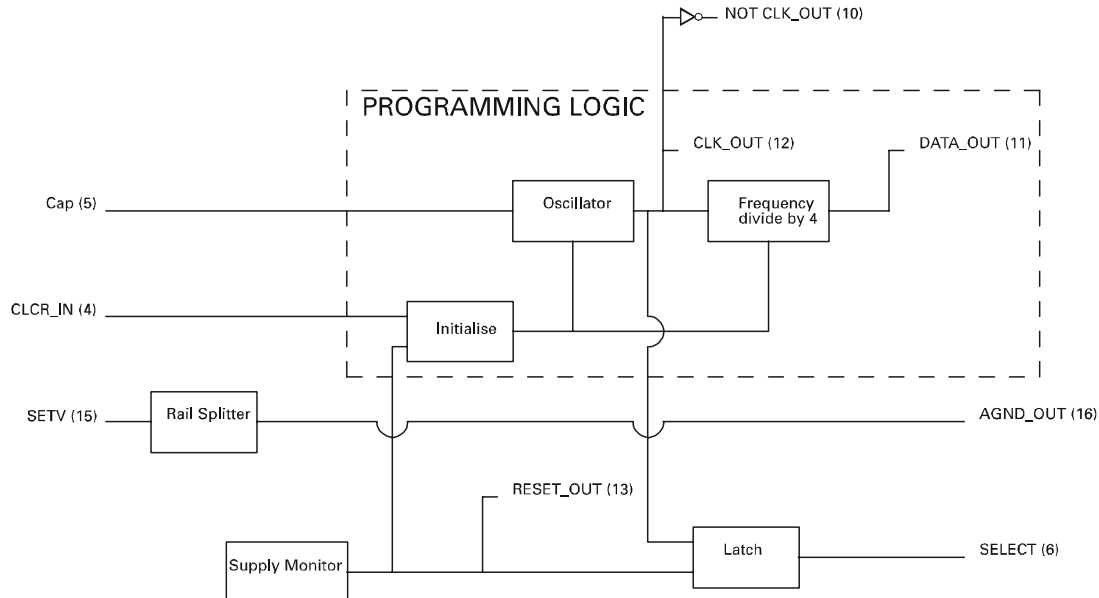 NOT CLK_OUT (10)
PROGRAMMING LOGIC
CLK_OUT (12)
DATA_OUT (11)
Cap (5)
Oscillator
Frequency
divide by 4
CLCR_IN (4)
Initialise
SETV (15)
Rail Splitter
AGND_OUT (16)
RESET_OUT (13)
Supply Monitor
Latch
SELECT (6)